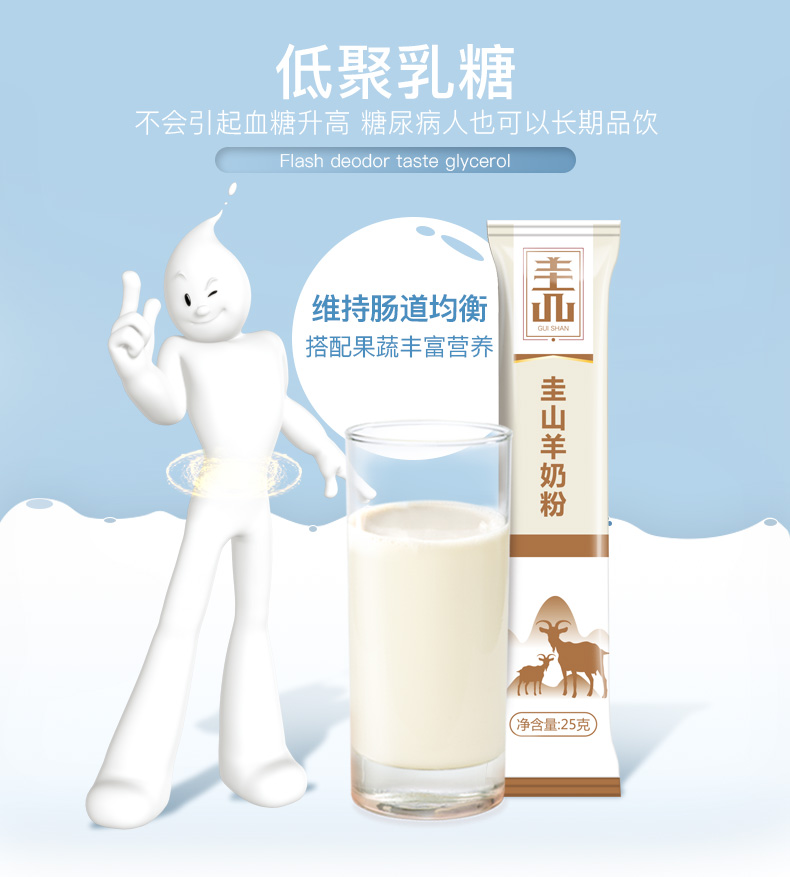 低聚乳糖
不会引起血糖升高 糖尿病人也可以长期品饮
Flash deodor taste glycerol
维持肠道均衡
搭配果蔬丰富营养
圭山
GUI SHAN
圭山羊奶粉
净含量:25克